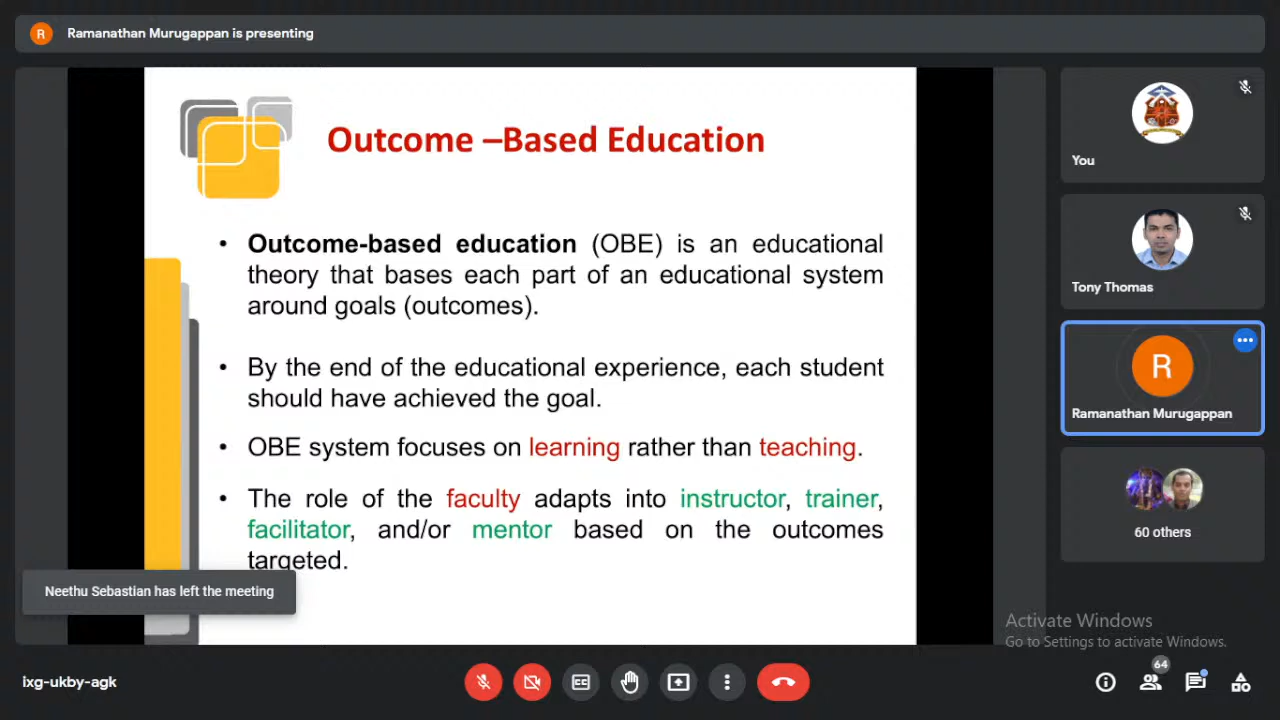 R Ramanathan Murugappan is presenting
Outcome –Based Education
• Outcome-based education (OBE) is an educational
theory that bases each part of an educational system
around goals (outcomes).
• By the end of the educational experience, each student
should have achieved the goal.
• OBE system focuses on learning rather than teaching.
• The role of the faculty adapts into instructor, trainer,
facilitator, and/or mentor based on the outcomes
targeted.
Neethu Sebastian has left the meeting
You
Tony Thomas
R
Ramanathan Murugappan
60 others
Activate Windows
Go to Settings to activate Windows.
ixg-ukby-agk
CC
64